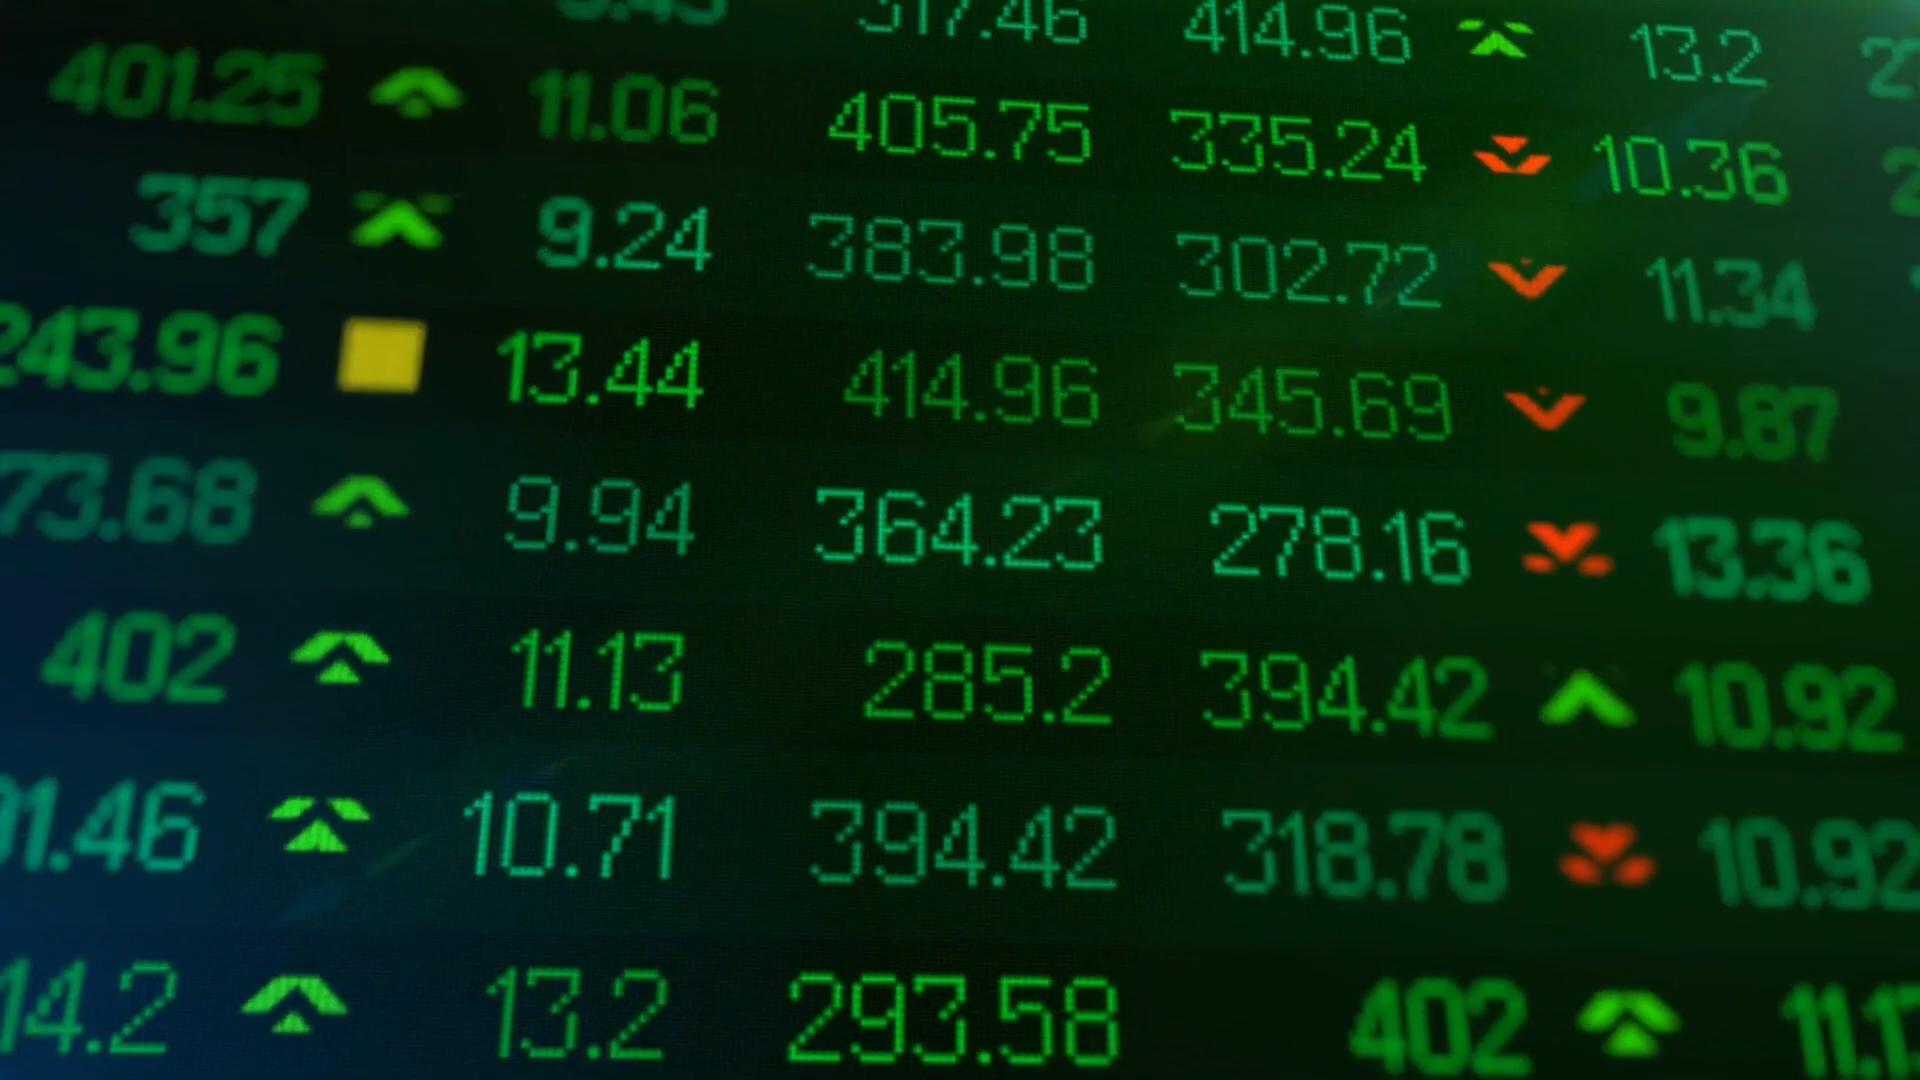 317.46 414.96 13.2
401.25 11.06 405.75 335.24 10.36
357 9.24 383.98 302.72 11.34
243.96 13.44 414.96 345.69 9.87
73.68 9.94 364.23 278.16 13.36
402 11.13 285.2 394.42 10.92
91.46 10.71 394.42 318.78 10.92
14.2 13.2 293.58 402 11.13